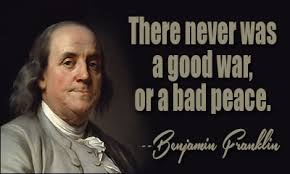 There never was
a good war,
or a bad peace.
--Benjamin Franklin